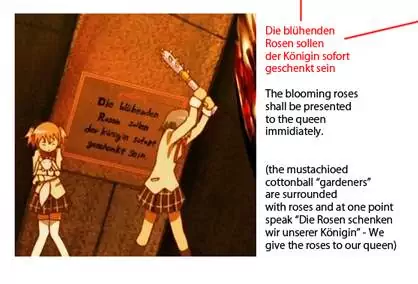 Die blühenden
Rosen sollen
der Königin sofort
geschenkt sein.
Die blühenden
Rosen sollen
der Königin sofort
geschenkt sein
The blooming roses
shall be presented
to the queen
immidiately.
(the mustachioed
cottonball “gardeners”
are surrounded
with roses and at one point
speak “Die Rosen schenken
wir unserer Königin” - We
give the roses to our queen)